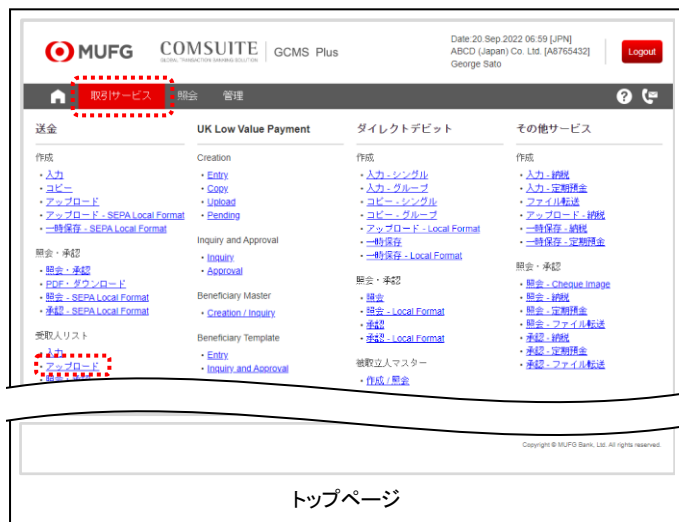 MUFG
COMSUITE
GLOBAL TRANSACTION BANKING SOLUTION
GCMS Plus
Date:20.Sep.2022 06:59 [JPN]
ABCD (Japan) Co. Ltd. [A8765432]
George Sato
Logout
取引サービス 照会 管理
送金
作成
・入力
・コピー
・アップロード
・アップロード - SEPA Local Format
・一時保存 - SEPA Local Format
照会・承認
・照会・承認
・PDF・ダウンロード
・照会 - SEPA Local Format
・承認 - SEPA Local Format
受取人リスト
・入力
・アップロード
UK Low Value Payment
Creation
・Entry
・Copy
・Upload
・Pending
Inquiry and Approval
・Inquiry
・Approval
Beneficiary Master
・Creation / Inquiry
Beneficiary Template
・Entry
・Inquiry and Approval
ダイレクトデビット
作成
・入力 - シングル
・入力 - グループ
・コピー - シングル
・コピー - グループ
・アップロード - Local Format
・一時保存
・一時保存 - Local Format
照会・承認
・照会
・照会 - Local Format
・承認
・承認 - Local Format
被取立人マスター
・作成 / 照会
その他サービス
作成
・入力 - 納税
・入力 - 定期預金
・ファイル転送
・アップロード - 納税
・一時保存 - 納税
・一時保存 - 定期預金
照会・承認
・照会 - Cheque Image
・照会 - 納税
・照会 - 定期預金
・照会 - ファイル転送
・承認 - 納税
・承認 - 定期預金
・承認 - ファイル転送
Copyright © MUFG Bank, Ltd. All rights reserved.
トップページ